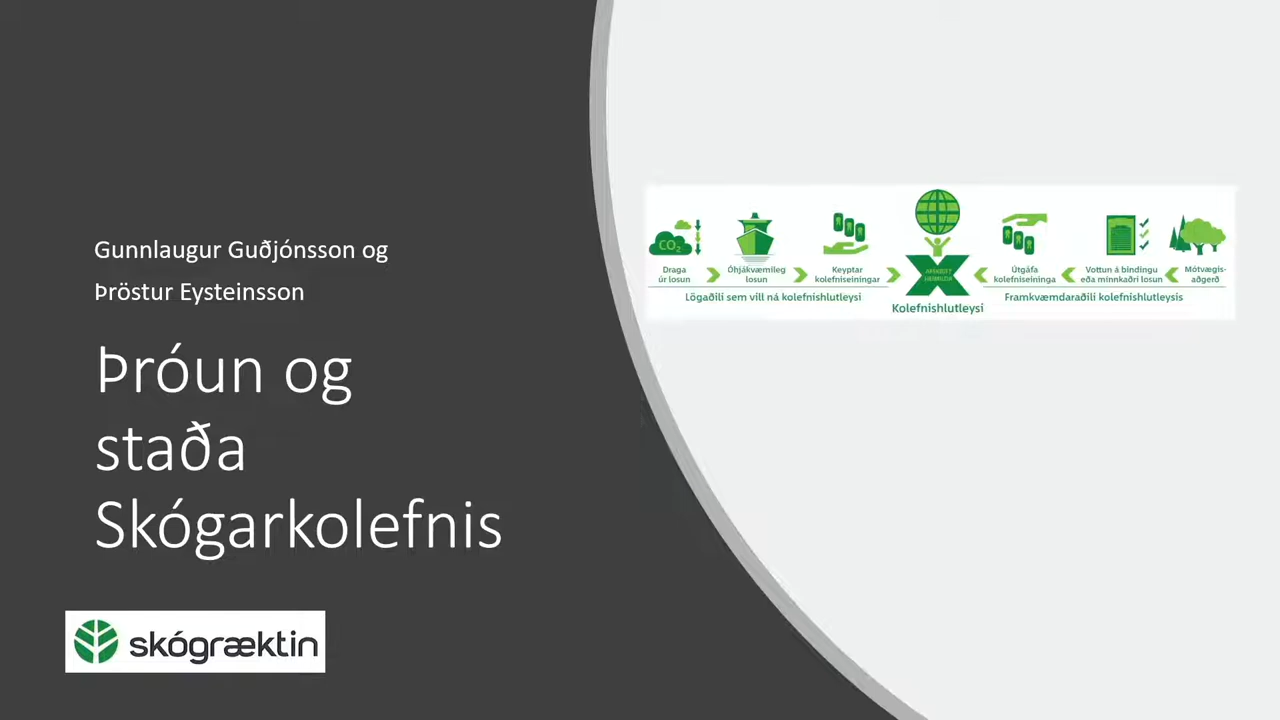 Gunnlaugur Guðjónsson og
Þröstur Eysteinsson
Þróun og
staða
Skógarkolefnis
skógræktin
CO₂
Draga
úr losun
Óhjákvæmileg
losun
Keyptar
kolefniseiningar
Útgáfa
kolefniseininga
Vottun á bindingu
eða minnkaðri losun
Mótvægis-
aðgerð
Lögaðili sem vill ná kolefnishlutleysi
Framkvæmdaraðili kolefnishlutleysis
Kolefnishlutleysi